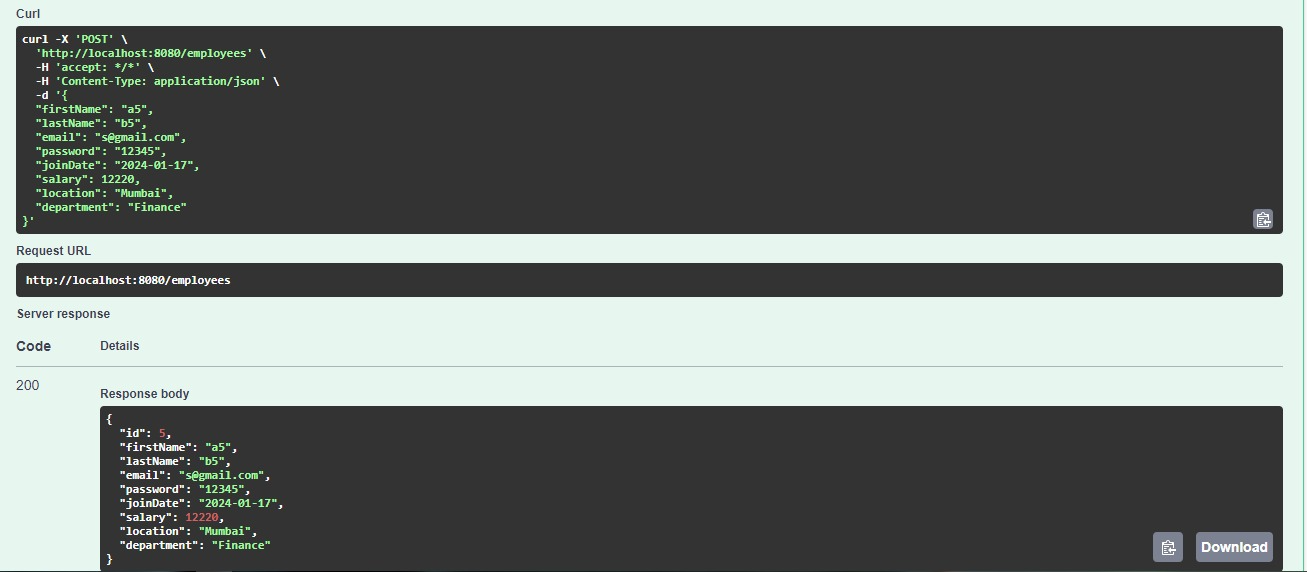 Curl
curl -X 'POST' \
'http://localhost:8080/employees' \
-H 'accept: */*' \
-H 'Content-Type: application/json' \
-d '{
"firstName": "a5",
"lastName": "b5",
"email": "s@gmail.com",
"password": "12345",
"joinDate": "2024-01-17",
"salary": 12220,
"location": "Mumbai",
"department": "Finance"
}'
Request URL
http://localhost:8080/employees
Server response
Code Details
200
Response body
{
"id": 5,
"firstName": "a5",
"lastName": "b5",
"email": "s@gmail.com",
"password": "12345",
"joinDate": "2024-01-17",
"salary": 12220,
"location": "Mumbai",
"department": "Finance"
}
Download